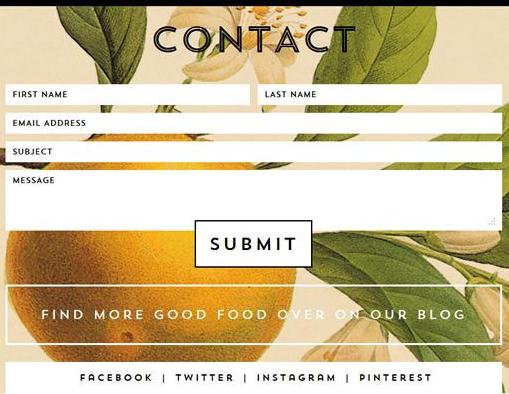 CONTACT
FIRST NAME
LAST NAME
EMAIL ADDRESS
SUBJECT
MESSAGE
SUBMIT
FIND MORE GOOD FOOD OVER ON OUR BLOG
FACEBOOK | TWITTER | INSTAGRAM | PINTEREST